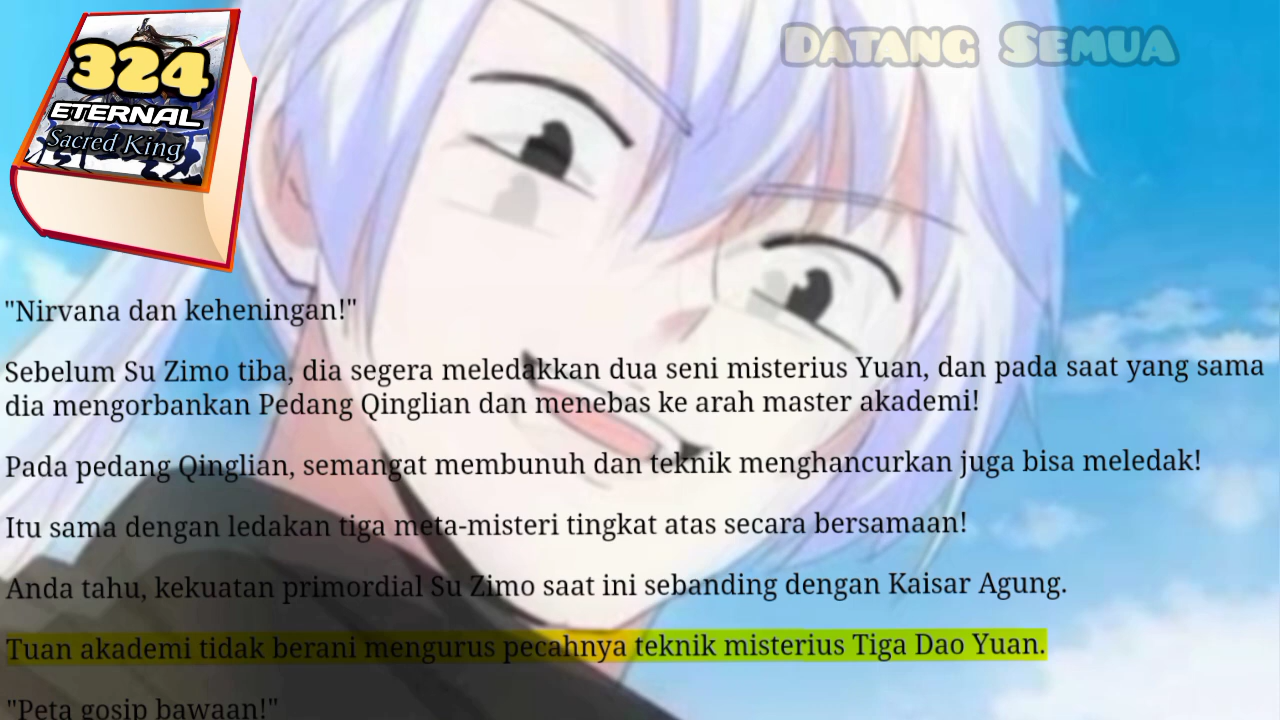 Datang Semua
324
ETERNAL
Sacred King
"Nirvana dan keheningan!"
Sebelum Su Zimo tiba, dia segera meledakkan dua seni misterius Yuan, dan pada saat yang sama
dia mengorbankan Pedang Qinglian dan menebas ke arah master akademi!
Pada pedang Qinglian, semangat membunuh dan teknik menghancurkan juga bisa meledak!
Itu sama dengan ledakan tiga meta-misteri tingkat atas secara bersamaan!
Anda tahu, kekuatan primordial Su Zimo saat ini sebanding dengan Kaisar Agung.
Tuan akademi tidak berani mengurus pecahnya teknik misterius Tiga Dao Yuan.
"Peta gosip bawaan!"